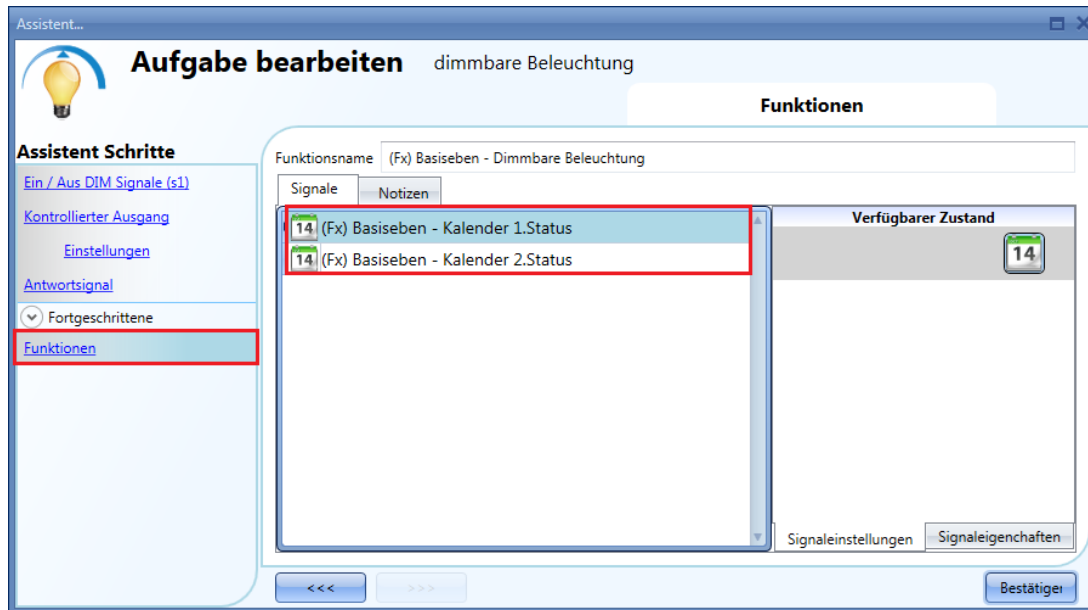 Assistent...
Aufgabe bearbeiten dimmbare Beleuchtung
Funktionen
Assistent Schritte
Ein / Aus DIM Signale (s1)
Kontrollierter Ausgang
Einstellungen
Antwortsignal
Fortgeschrittene
Funktionen
Funktionsname (Fx) Basiseben - Dimmbare Beleuchtung
Signale Notizen
14 (Fx) Basiseben - Kalender 1.Status
14 (Fx) Basiseben - Kalender 2.Status
Verfügbarer Zustand
14
Signaleinstellungen Signaleigenchaften
<<< >>> Bestätiger